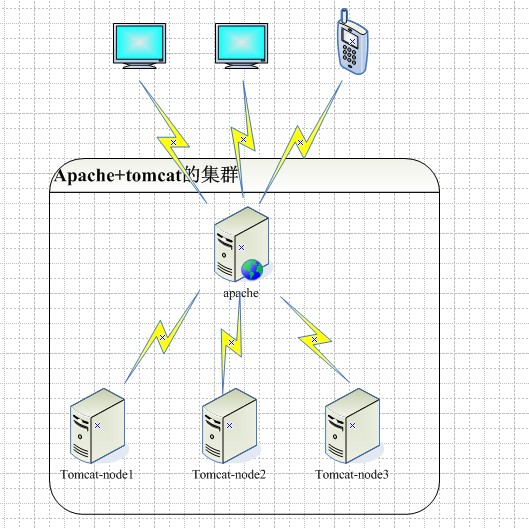 Apache+tomcat的集群
apache
Tomcat-node1
Tomcat-node2
Tomcat-node3